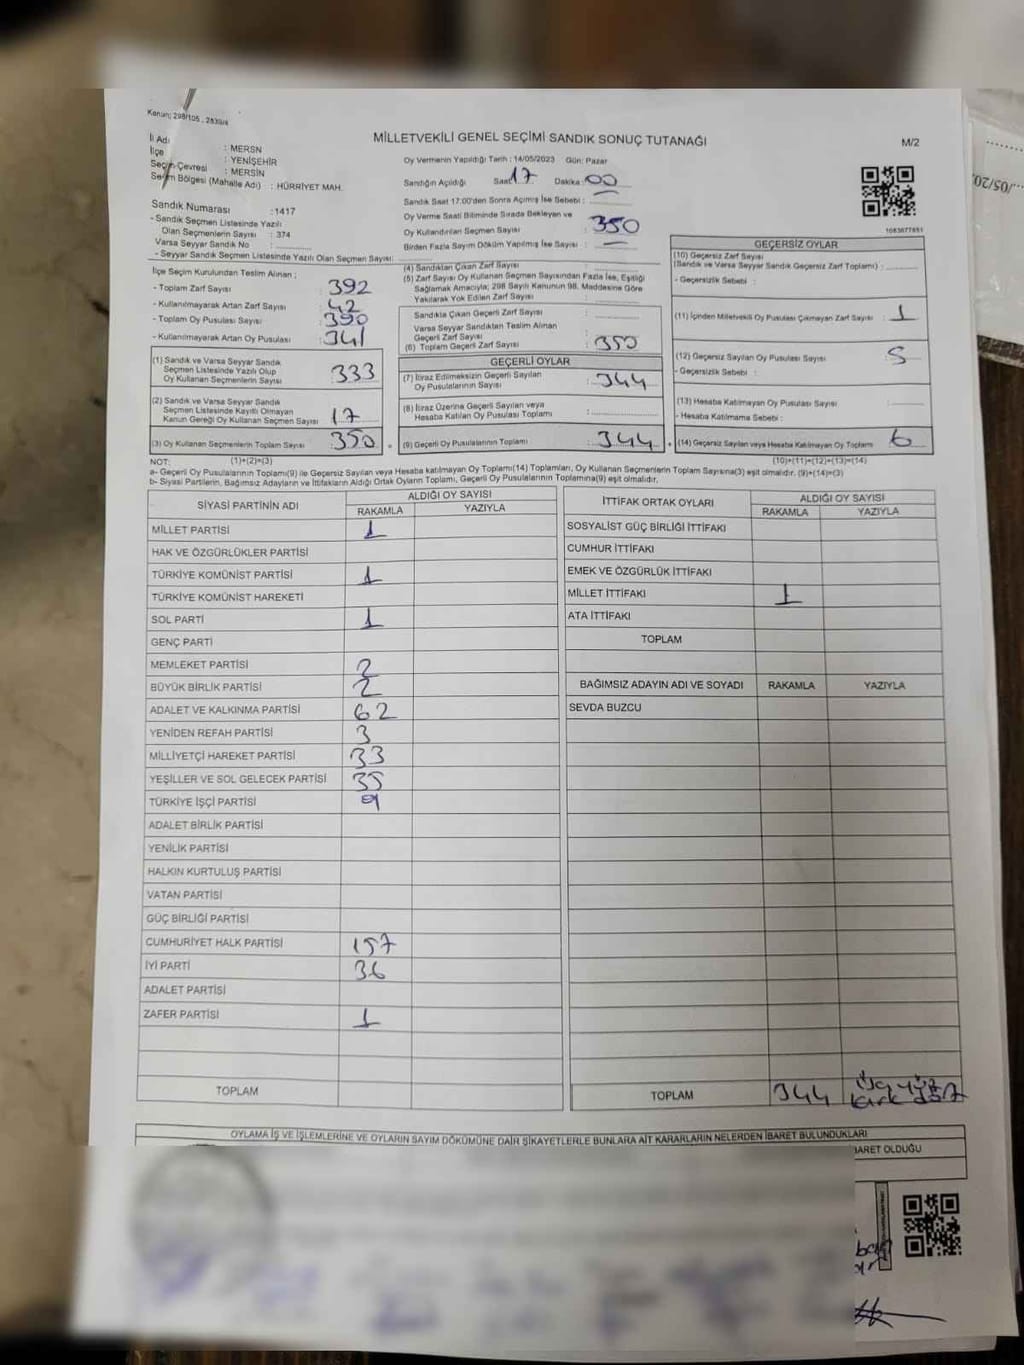 Kanun: 298/105, 2839/4
MİLLETVEKİLİ GENEL SEÇİMİ SANDIK SONUÇ TUTANAĞI
M/2
İl Adı : MERSN
İlçe : YENİŞEHİR
Seçim Çevresi : MERSİN
Seçim Bölgesi (Mahalle Adı) : HÜRRİYET MAH.
Oy Vermenin Yapıldığı Tarih : 14/05/2023 Gün: Pazar
Sandığın Açıldığı Saat: 17 Dakika: 00
Sandık Saat 17:00'den Sonra Açılmış İse Sebebi :
Oy Verme Saati Bitiminde Sırada Bekleyen ve
Oy Kullandırılan Seçmen Sayısı : 350
Birden Fazla Sayım Döküm Yapılmış İse Sayısı :
Sandık Numarası : 1417
- Sandık Seçmen Listesinde Yazılı
Olan Seçmenlerin Sayısı : 374
Varsa Seyyar Sandık No :
- Seyyar Sandık Seçmen Listesinde Yazılı Olan Seçmen Sayısı:
İlçe Seçim Kurulundan Teslim Alınan :
- Toplam Zarf Sayısı : 392
- Kullanılmayarak Artan Zarf Sayısı : 42
- Toplam Oy Pusulası Sayısı : 390
- Kullanılmayarak Artan Oy Pusulası : 341
(1) Sandık ve Varsa Seyyar Sandık
Seçmen Listesinde Yazılı Olup
Oy Kullanan Seçmenlerin Sayısı : 333
(2) Sandık ve Varsa Seyyar Sandık
Seçmen Listesinde Kayıtlı Olmayan
Kanun Gereği Oy Kullanan Seçmen Sayısı : 17
(3) Oy Kullanan Seçmenlerin Toplam Sayısı : 350
(4) Sandıktan Çıkan Zarf Sayısı :
(5) Zarf Sayısı Oy Kullanan Seçmen Sayısından Fazla İse, Eşitliği
Sağlamak Amacıyla; 298 Sayılı Kanunun 98. Maddesine Göre
Yakılarak Yok Edilen Zarf Sayısı :
Sandıkta Çıkan Geçerli Zarf Sayısı :
Varsa Seyyar Sandıktan Teslim Alınan
Geçerli Zarf Sayısı :
(6) Toplam Geçerli Zarf Sayısı : 350
GEÇERLİ OYLAR
(7) İtiraz Edilmeksizin Geçerli Sayılan
Oy Pusulalarının Sayısı : 344
(8) İtiraz Üzerine Geçerli Sayılan veya
Hesaba Katılan Oy Pusulası Toplamı :
(9) Geçerli Oy Pusulalarının Toplamı : 344
1083677851
GEÇERSİZ OYLAR
(10) Geçersiz Zarf Sayısı
(Sandık ve Varsa Seyyar Sandık Geçersiz Zarf Toplamı) :
- Geçersizlik Sebebi :
(11) İçinden Milletvekili Oy Pusulası Çıkmayan Zarf Sayısı : 1
(12) Geçersiz Sayılan Oy Pusulası Sayısı : 5
- Geçersizlik Sebebi :
(13) Hesaba Katılmayan Oy Pusulası Sayısı :
- Hesaba Katılmama Sebebi :
(14) Geçersiz Sayılan veya Hesaba Katılmayan Oy Toplamı : 6
NOT: (1)+(2)=(3) (10)+(11)+(12)+(13)=(14)
a- Geçerli Oy Pusulalarının Toplamı(9) ile Geçersiz Sayılan veya Hesaba katılmayan Oy Toplamı(14) Toplamları, Oy Kullanan Seçmenlerin Toplam Sayısına(3) eşit olmalıdır. (9)+(14)=(3)
b- Siyasi Partilerin, Bağımsız Adayların ve İttifakların Aldığı Ortak Oyların Toplamı, Geçerli Oy Pusulalarının Toplamına(9) eşit olmalıdır.
SİYASİ PARTİNİN ADI ALDIĞI OY SAYISI
RAKAMLA YAZIYLA
MİLLET PARTİSİ 1
HAK VE ÖZGÜRLÜKLER PARTİSİ
TÜRKİYE KOMÜNİST PARTİSİ 1
TÜRKİYE KOMÜNİST HAREKETİ
SOL PARTİ 1
GENÇ PARTİ
MEMLEKET PARTİSİ 2
BÜYÜK BİRLİK PARTİSİ 2
ADALET VE KALKINMA PARTİSİ 62
YENİDEN REFAH PARTİSİ 3
MİLLİYETÇİ HAREKET PARTİSİ 33
YEŞİLLER VE SOL GELECEK PARTİSİ 35
TÜRKİYE İŞÇİ PARTİSİ
ADALET BİRLİK PARTİSİ
YENİLİK PARTİSİ
HALKIN KURTULUŞ PARTİSİ
VATAN PARTİSİ
GÜÇ BİRLİĞİ PARTİSİ
CUMHURİYET HALK PARTİSİ 157
İYİ PARTİ 36
ADALET PARTİSİ
ZAFER PARTİSİ 1
TOPLAM
İTTİFAK ORTAK OYLARI ALDIĞI OY SAYISI
RAKAMLA YAZIYLA
SOSYALİST GÜÇ BİRLİĞİ İTTİFAKI
CUMHUR İTTİFAKI
EMEK VE ÖZGÜRLÜK İTTİFAKI
MİLLET İTTİFAKI 1
ATA İTTİFAKI
TOPLAM
BAĞIMSIZ ADAYIN ADI VE SOYADI RAKAMLA YAZIYLA
SEVDA BUZCU
TOPLAM 344 üç yüz
kırk dört
OYLAMA İŞ VE İŞLEMLERİNE VE OYLARIN SAYIM DÖKÜMÜNE DAİR ŞİKAYETLERLE BUNLARA AİT KARARLARIN NELERDEN İBARET BULUNDUKLARI
BARET OLDUĞU